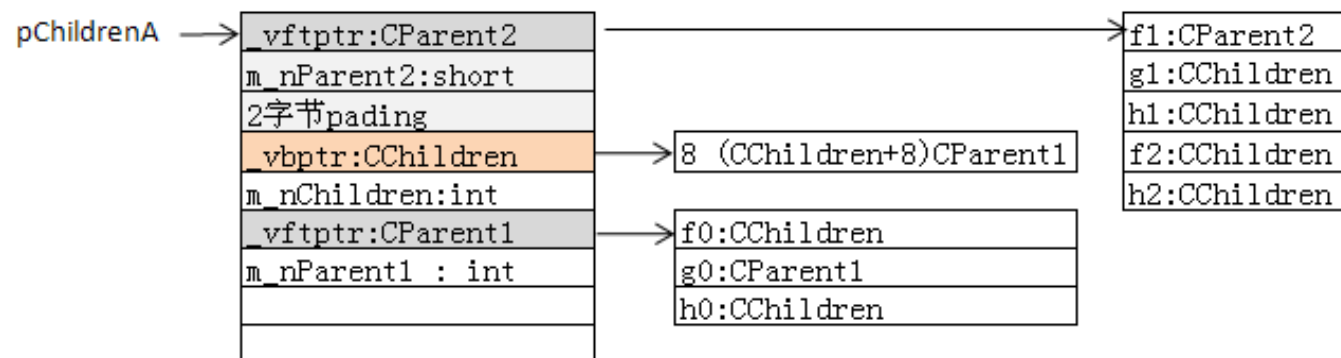 pChildrenA
_vftptr:CParent2
m_nParent2:short
2字节pading
_vbptr:CChildren
m_nChildren:int
_vftptr:CParent1
m_nParent1 : int
8 (CChildren+8)CParent1
f0:CChildren
g0:CParent1
h0:CChildren
f1:CParent2
g1:CChildren
h1:CChildren
f2:CChildren
h2:CChildren